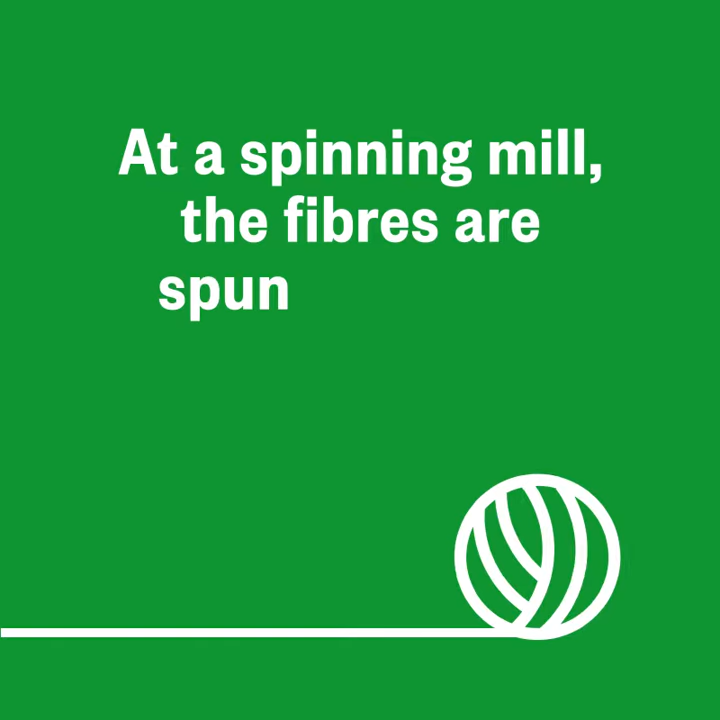 At a spinning mill,
the fibres are
spun